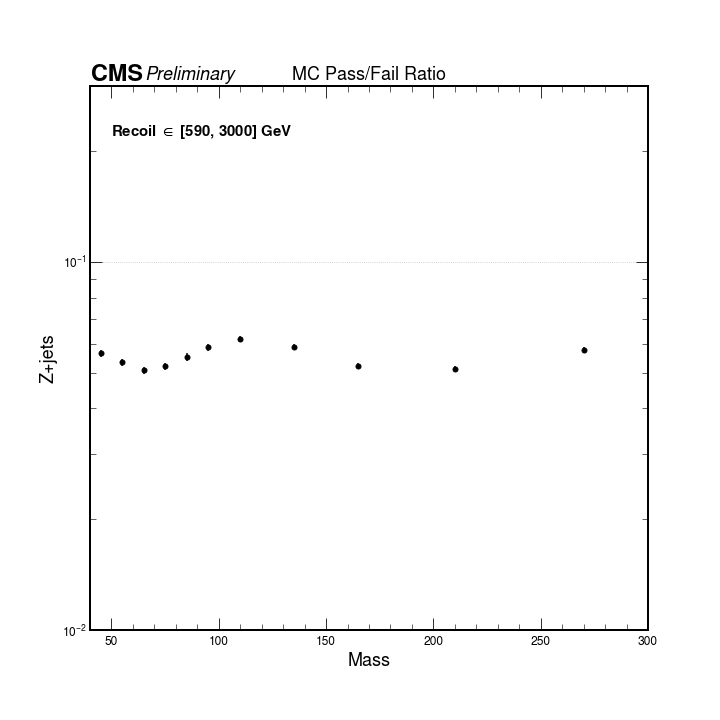 CMS Preliminary MC Pass/Fail Ratio
Recoil ∈ [590, 3000] GeV
10⁻¹
Z+jets
10⁻²
50 100 150 200 250 300
Mass